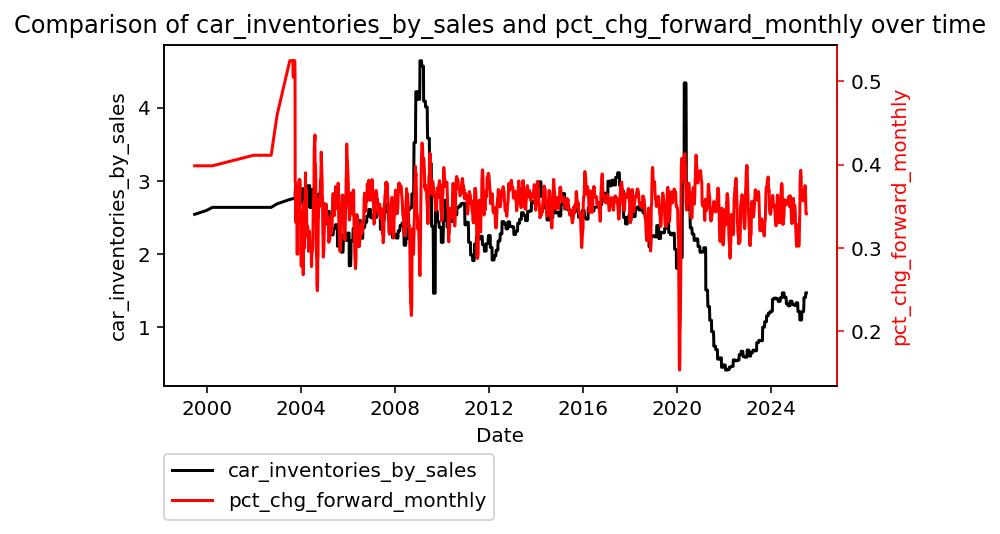 Comparison of car_inventories_by_sales and pct_chg_forward_monthly over time
car_inventories_by_sales
4
3
2
1
0.5
0.4
0.3
0.2
pct_chg_forward_monthly
2000 2004 2008 2012 2016 2020 2024
Date
car_inventories_by_sales
pct_chg_forward_monthly